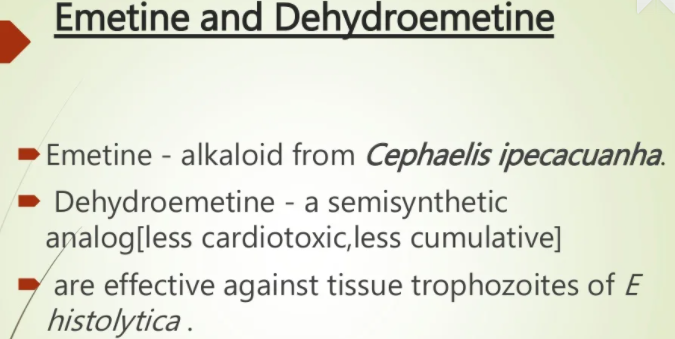 Emetine and Dehydroemetine
Emetine - alkaloid from Cephaelis ipecacuanha.
Dehydroemetine - a semisynthetic
analog[less cardiotoxic,less cumulative]
are effective against tissue trophozoites of E
histolytica .